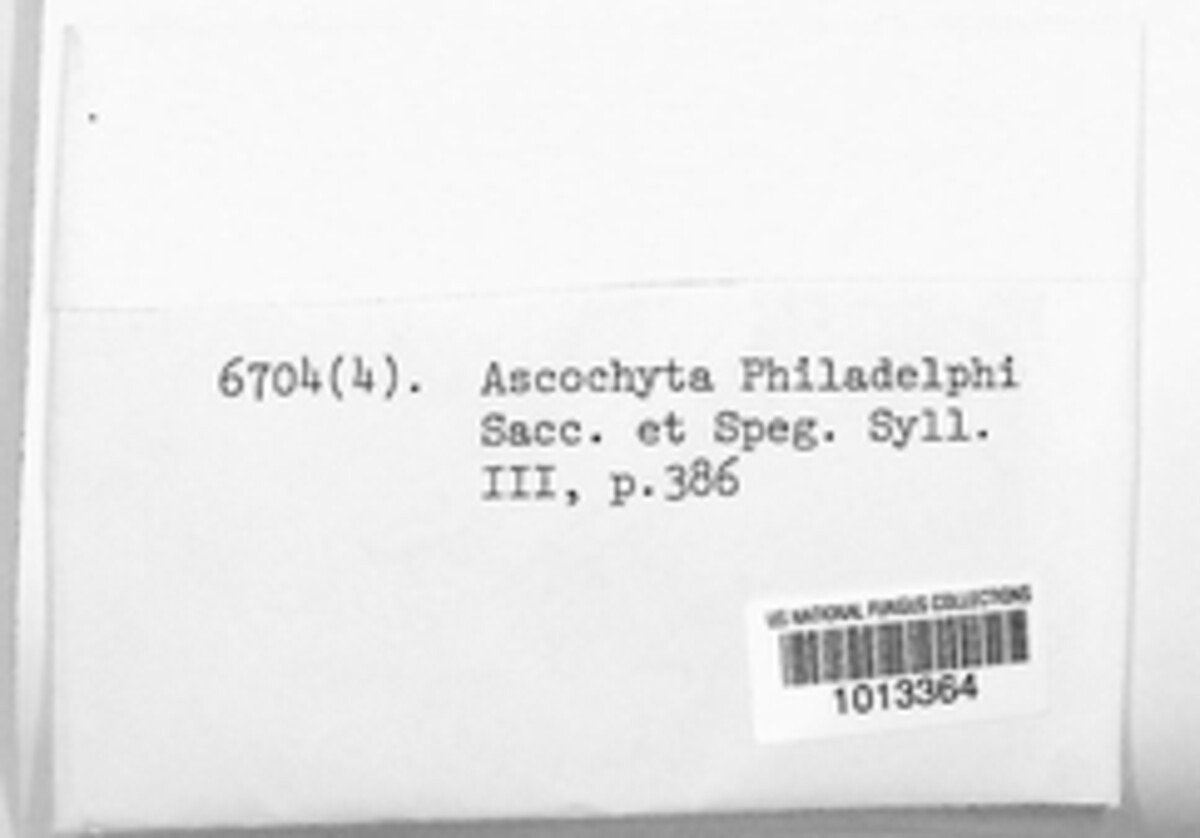 6704(4). Ascochyta Philadelphi
Sacc. et Speg. Syll.
III, p.386
US NATIONAL FUNGUS COLLECTIONS
1013364